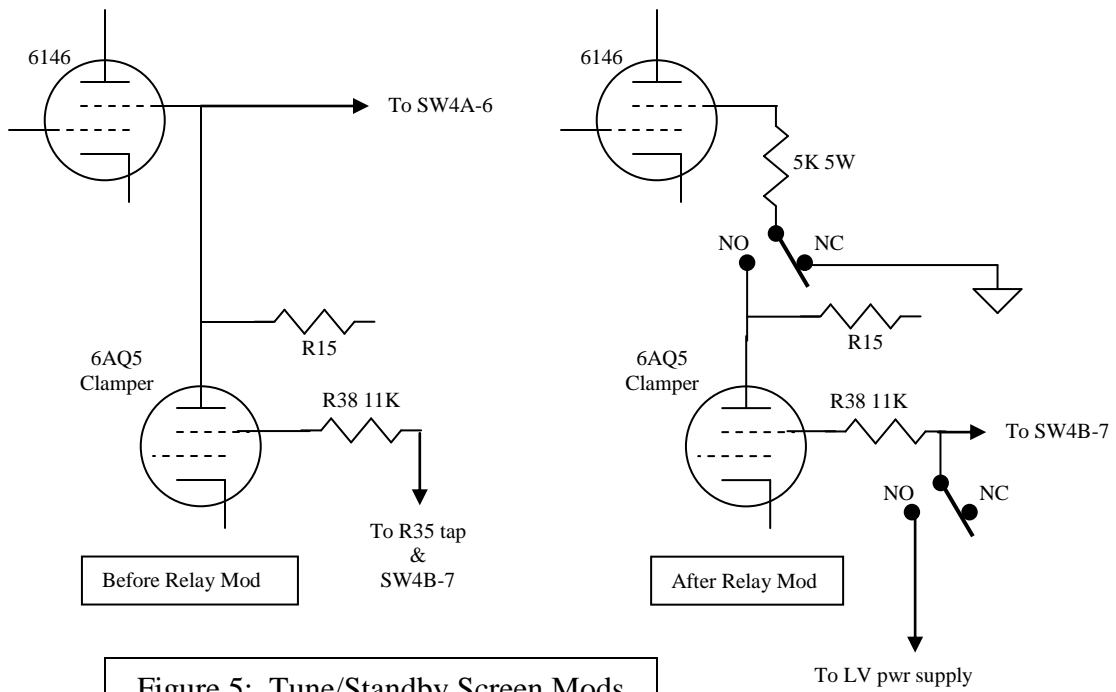 6146
To SW4A-6
R15
6AQ5
Clamper
R38 11K
To R35 tap
&
SW4B-7
Before Relay Mod
6146
5K 5W
NO
NC
R15
6AQ5
Clamper
R38 11K
To SW4B-7
NO
NC
After Relay Mod
To LV pwr supply
Figure 5: Tune/Standby Screen Mods